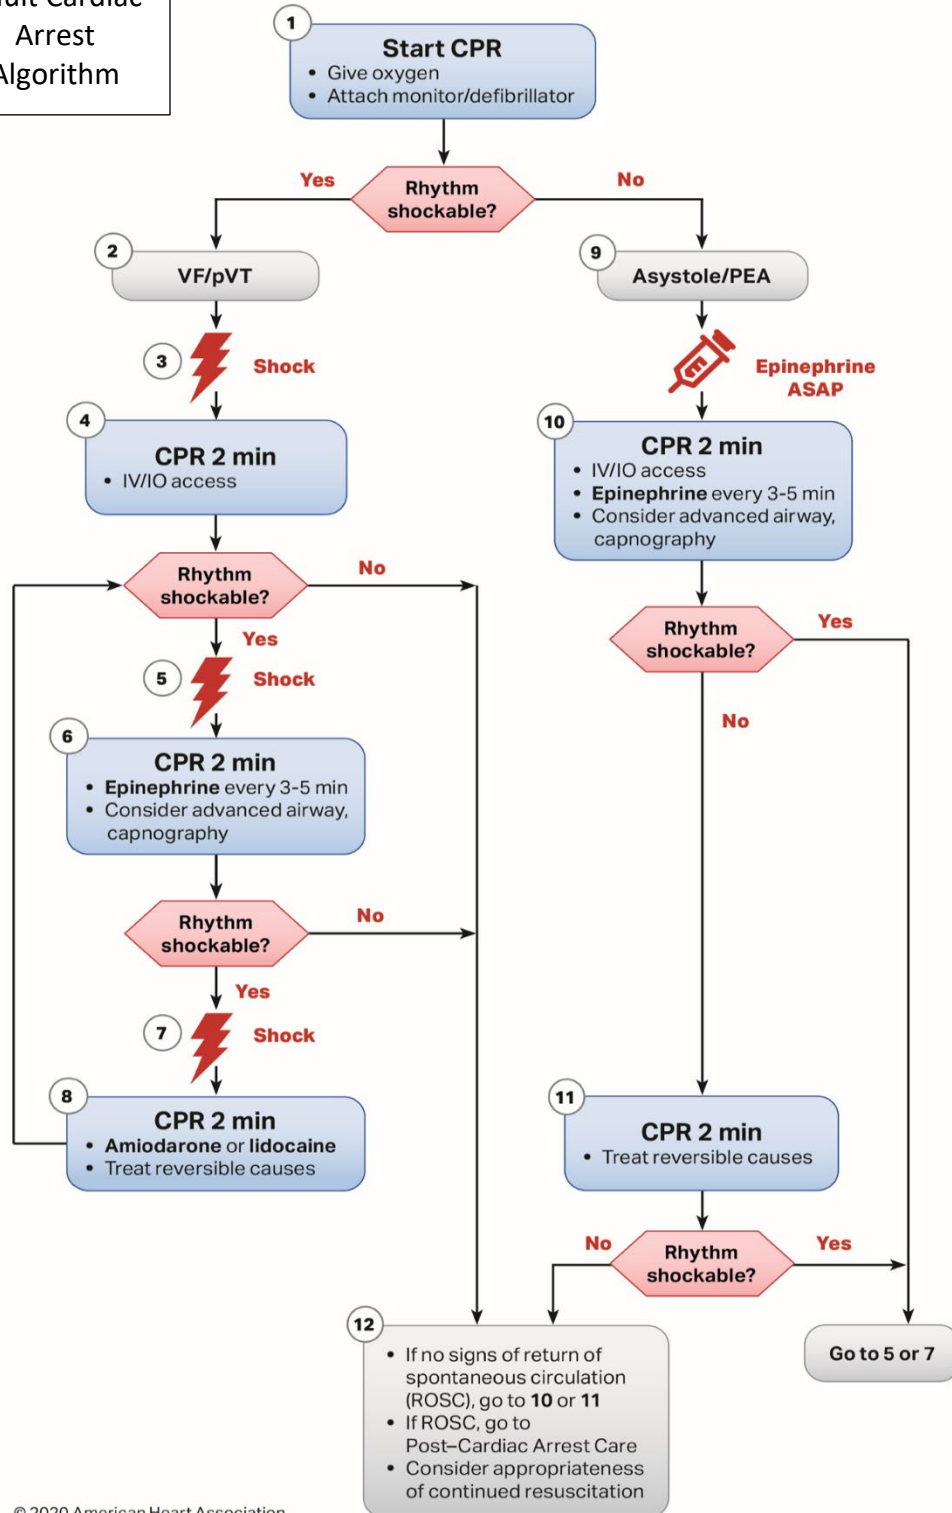 Cardiac
Arrest
Algorithm
1
Start CPR
• Give oxygen
• Attach monitor/defibrillator
Yes
Rhythm
shockable?
No
2
VF/pVT
9
Asystole/PEA
3
Shock
Epinephrine
ASAP
4
CPR 2 min
• IV/IO access
10
CPR 2 min
• IV/IO access
• Epinephrine every 3-5 min
• Consider advanced airway,
capnography
Rhythm
shockable?
No
Yes
Rhythm
shockable?
Yes
No
5
Shock
6
CPR 2 min
• Epinephrine every 3-5 min
• Consider advanced airway,
capnography
Rhythm
shockable?
No
Yes
7
Shock
8
CPR 2 min
• Amiodarone or lidocaine
• Treat reversible causes
11
CPR 2 min
• Treat reversible causes
No
Rhythm
shockable?
Yes
12
• If no signs of return of
spontaneous circulation
(ROSC), go to 10 or 11
• If ROSC, go to
Post–Cardiac Arrest Care
• Consider appropriateness
of continued resuscitation
Go to 5 or 7
© 2020 American Heart Association